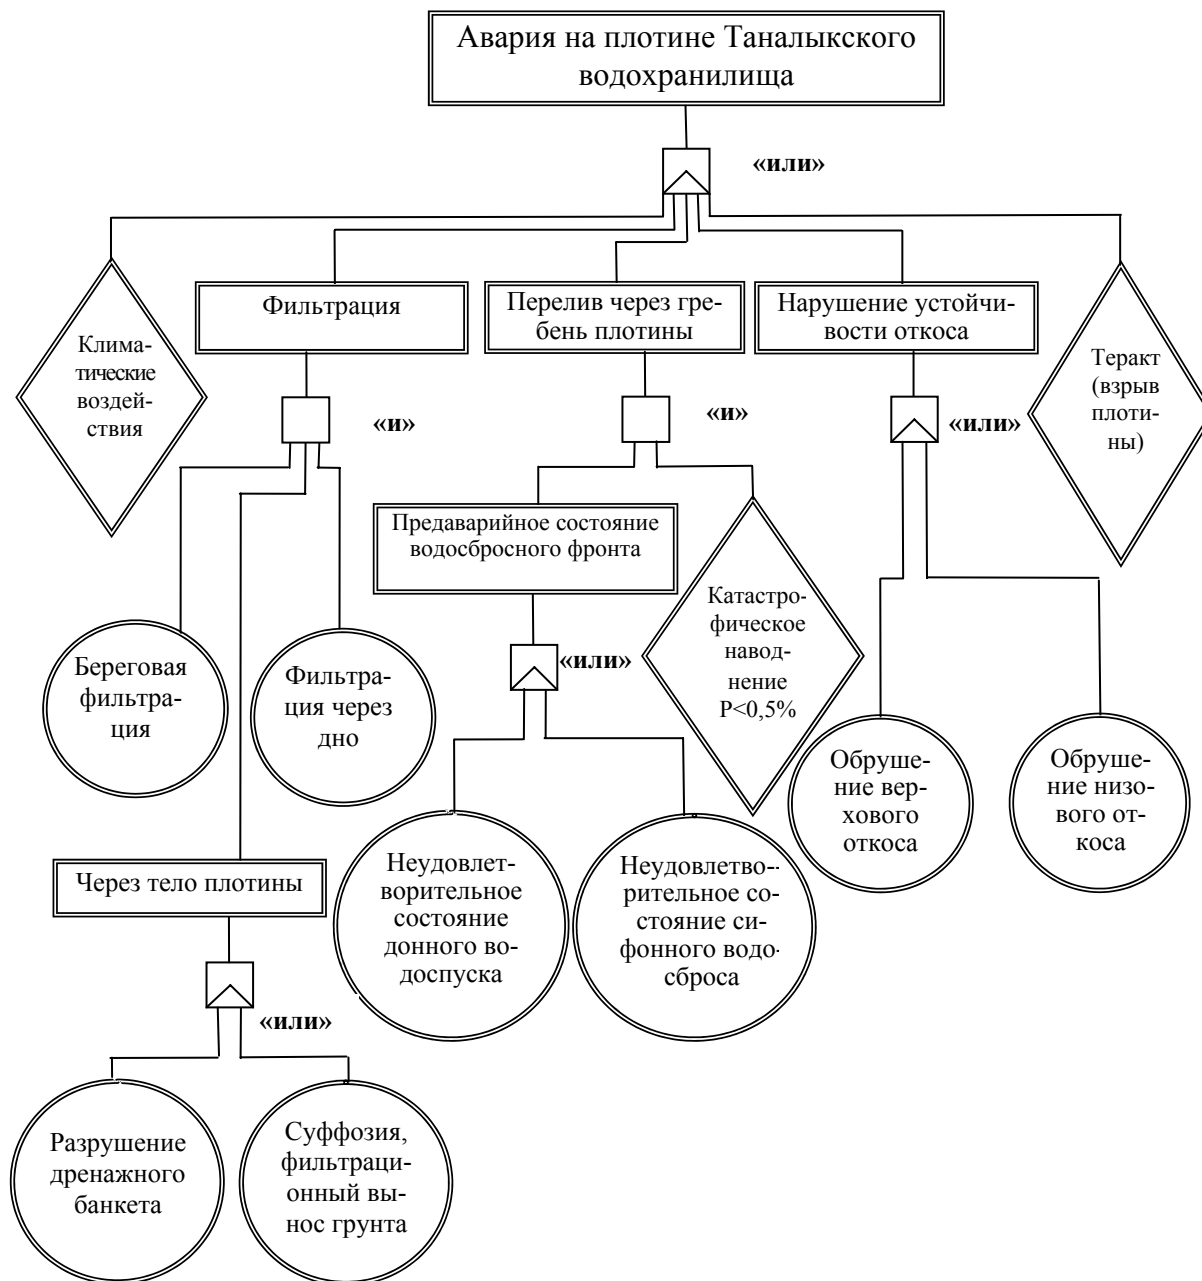 Авария на плотине Таналыкского
водохранилища
«или»
Клима-
тические
воздей-
ствия
Фильтрация
Перелив через гре-
бень плотины
Нарушение устойчи-
вости откоса
Теракт
(взрыв
плоти-
ны)
«и»
«и»
«или»
Предаварийное состояние
водосбросного фронта
Катастро-
фическое
навод-
нение
Р<0,5%
«или»
Береговая
фильтра-
ция
Фильтра-
ция через
дно
Обруше-
ние вер-
хового
откоса
Обруше-
ние низо-
вого от-
коса
Через тело плотины
Неудовлет-
ворительное
состояние
донного во-
доспуска
Неудовлетво-
рительное со-
стояние си-
фонного водо-
сброса
«или»
Разрушение
дренажного
банкета
Суффозия,
фильтраци-
онный вы-
нос грунта